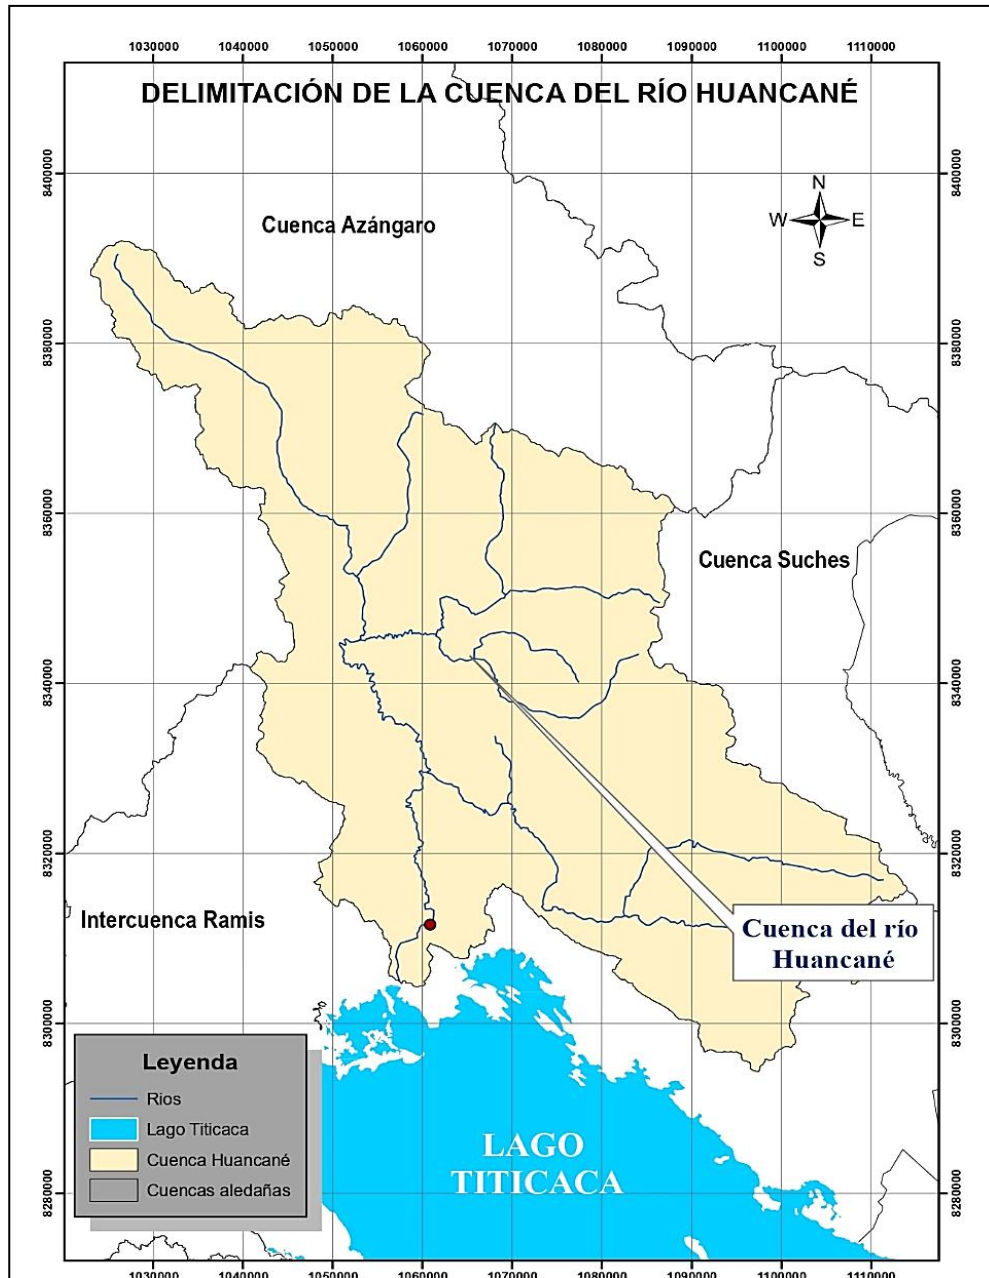 1030000 1040000 1050000 1060000 1070000 1080000 1090000 1100000 1110000
DELIMITACIÓN DE LA CUENCA DEL RÍO HUANCANÉ
8400000 8400000
N
W E
S
Cuenca Azángaro
8380000 8380000
8360000 8360000
Cuenca Suches
8340000 8340000
8320000 8320000
Intercuenca Ramis
Cuenca del río
Huancané
8300000 8300000
Leyenda
Rios
Lago Titicaca
Cuenca Huancané
Cuencas aledañas
LAGO
TITICACA
8280000 8280000
1030000 1040000 1050000 1060000 1070000 1080000 1090000 1100000 1110000